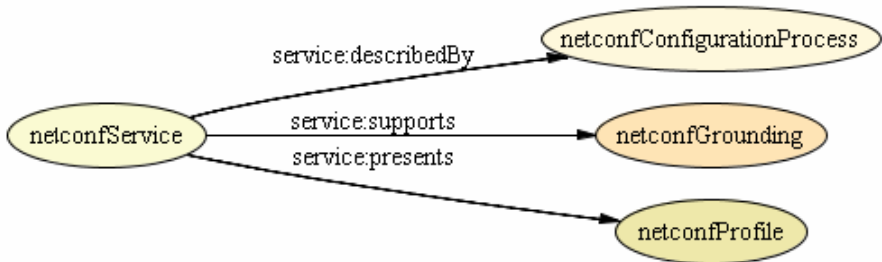 netconfConfigurationProcess
service:describedBy
netconfService
service:supports
netconfGrounding
service:presents
netconfProfile